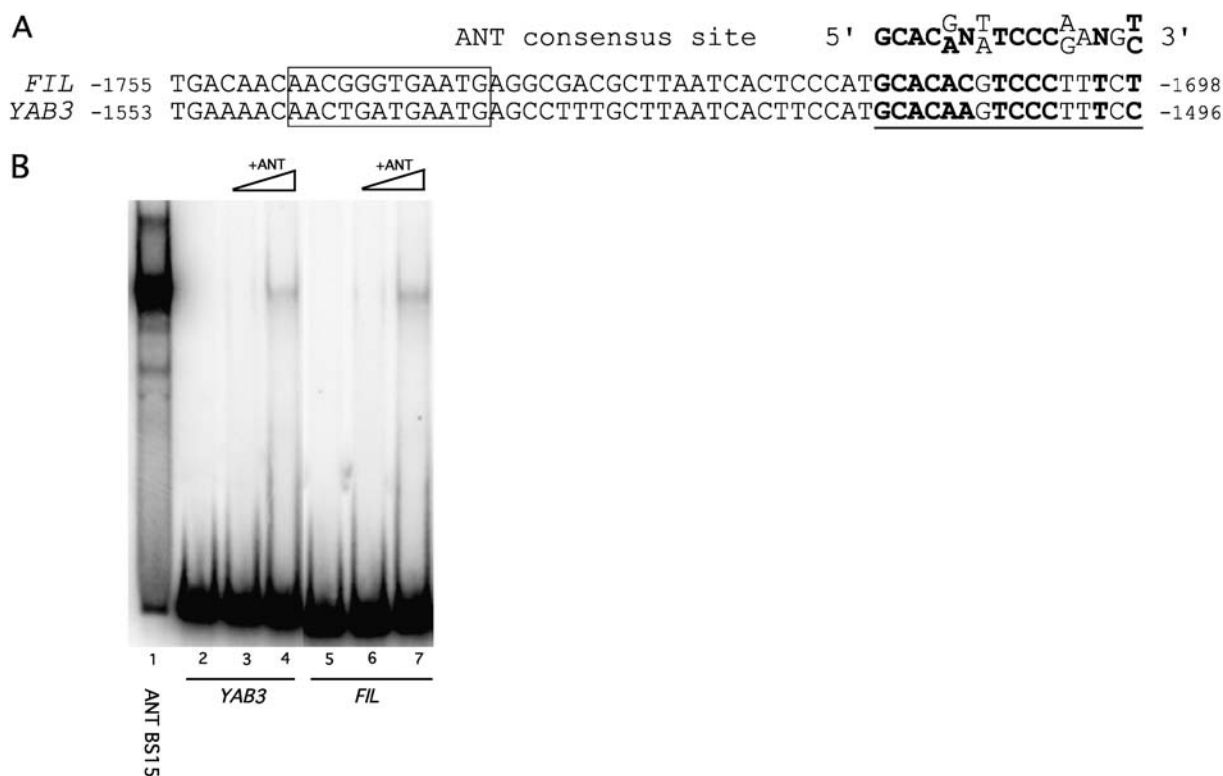 A
G T A T
ANT consensus site 5' GCACANATCCCGANGC 3'
FIL -1755 TGACAACAACGGGTGAATGAGGCGACGCTTAATCACTCCCATGCACACGTCCCTTTCT -1698
YAB3 -1553 TGAAAACAACTGATGAATGAGCCTTTGCTTAATCACTTCCATGCACAAGTCCCTTTCC -1496
B
+ANT +ANT
1 2 3 4 5 6 7
ANT BS15 YAB3 FIL